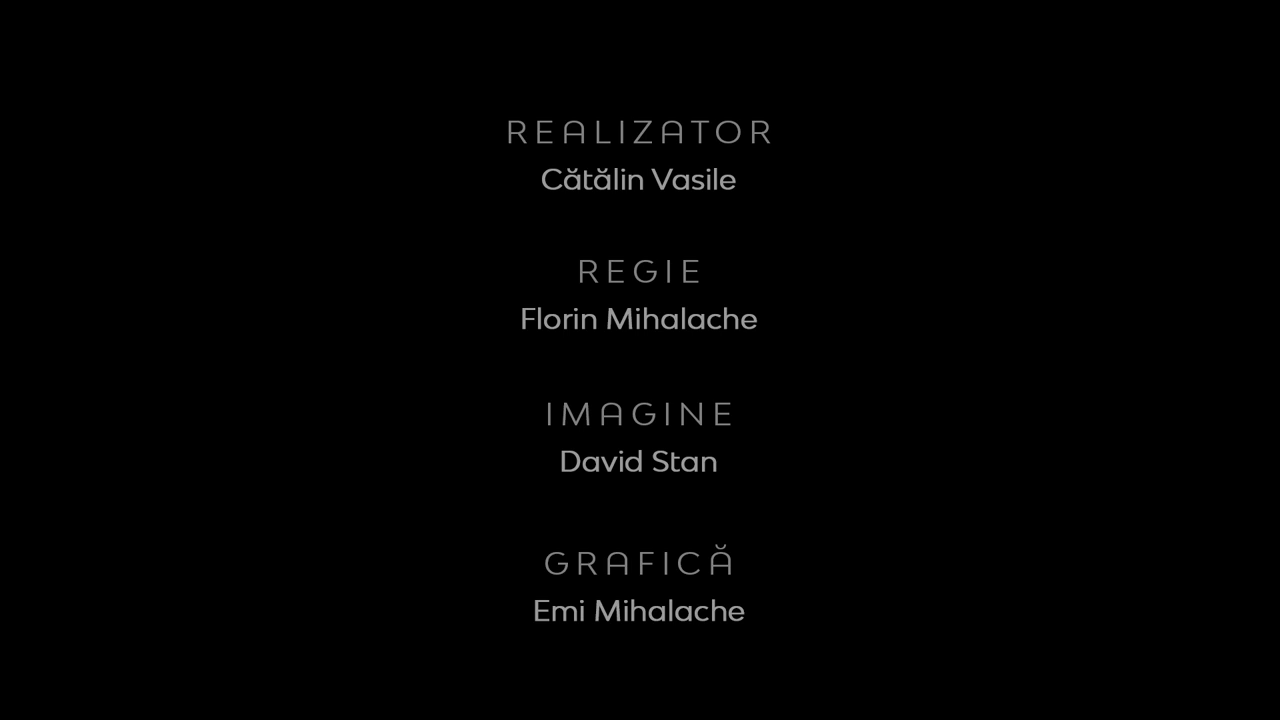 REALIZATOR
Cătălin Vasile
REGIE
Florin Mihalache
IMAGINE
David Stan
GRAFICĂ
Emi Mihalache